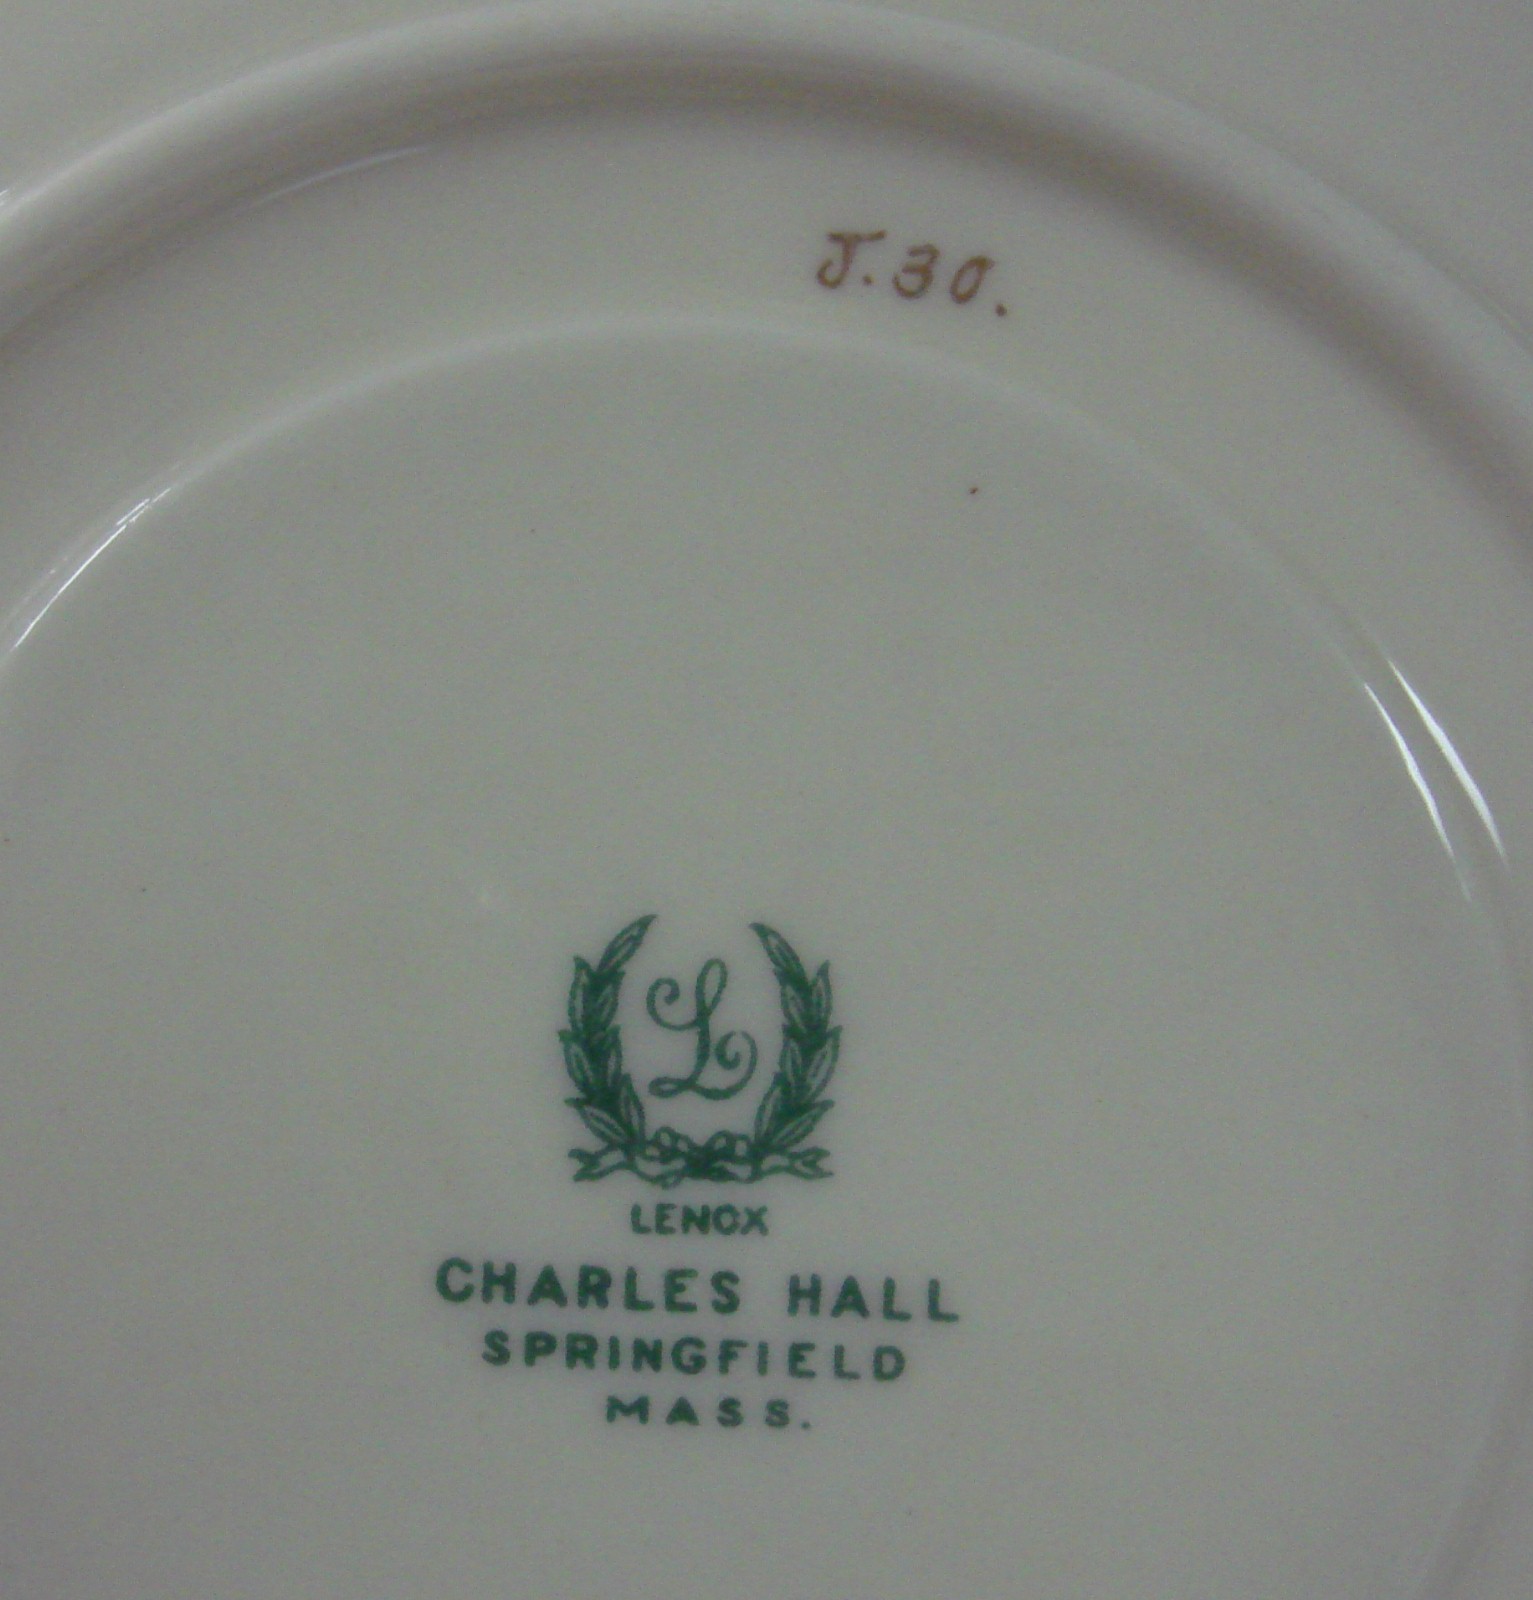 J.30.
L
LENOX
CHARLES HALL
SPRINGFIELD
MASS.